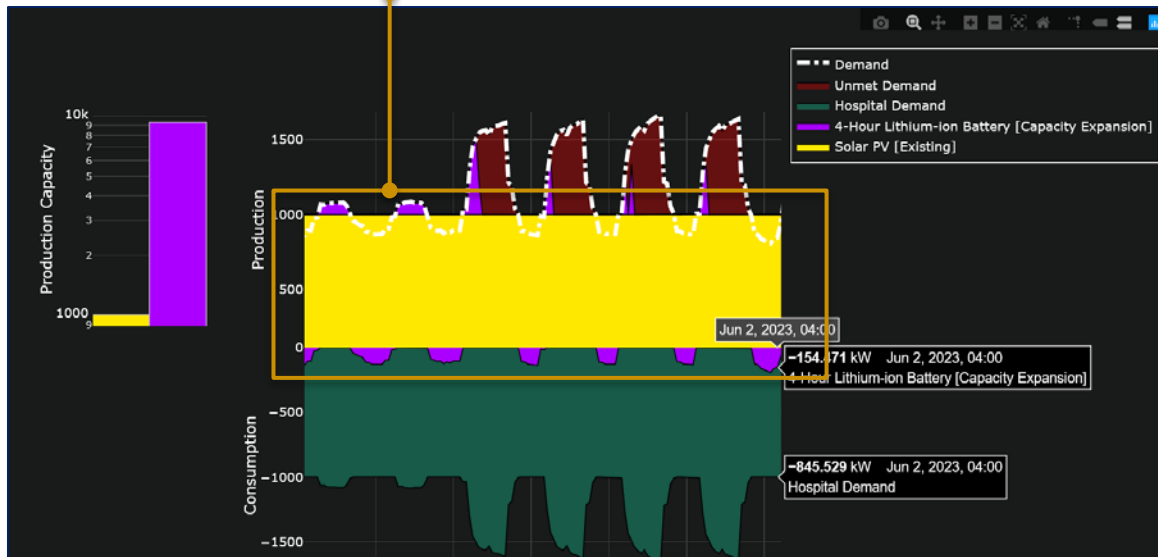 Demand
Unmet Demand
Hospital Demand
4-Hour Lithium-ion Battery [Capacity Expansion]
Solar PV [Existing]
Production Capacity
10k
9
8
7
6
5
4
3
2
1000
9
Production
1500
1000
500
0
Consumption
−500
−1000
−1500
Jun 2, 2023, 04:00
−154.471 kW Jun 2, 2023, 04:00
4-Hour Lithium-ion Battery [Capacity Expansion]
−845.529 kW Jun 2, 2023, 04:00
Hospital Demand